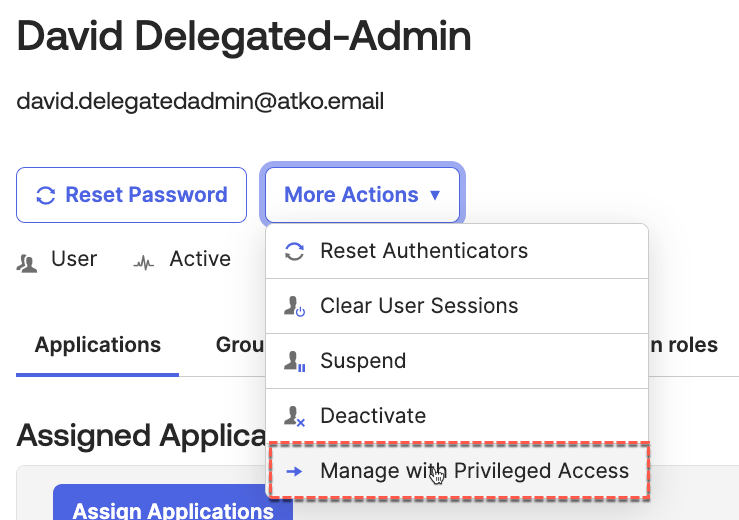 David Delegated-Admin
david.delegatedadmin@atko.email
Reset Password
More Actions ▼
User
Active
Reset Authenticators
Clear User Sessions
Suspend
Deactivate
Manage with Privileged Access
Applications
Grou
n roles
Assigned Applica
Assign Applications